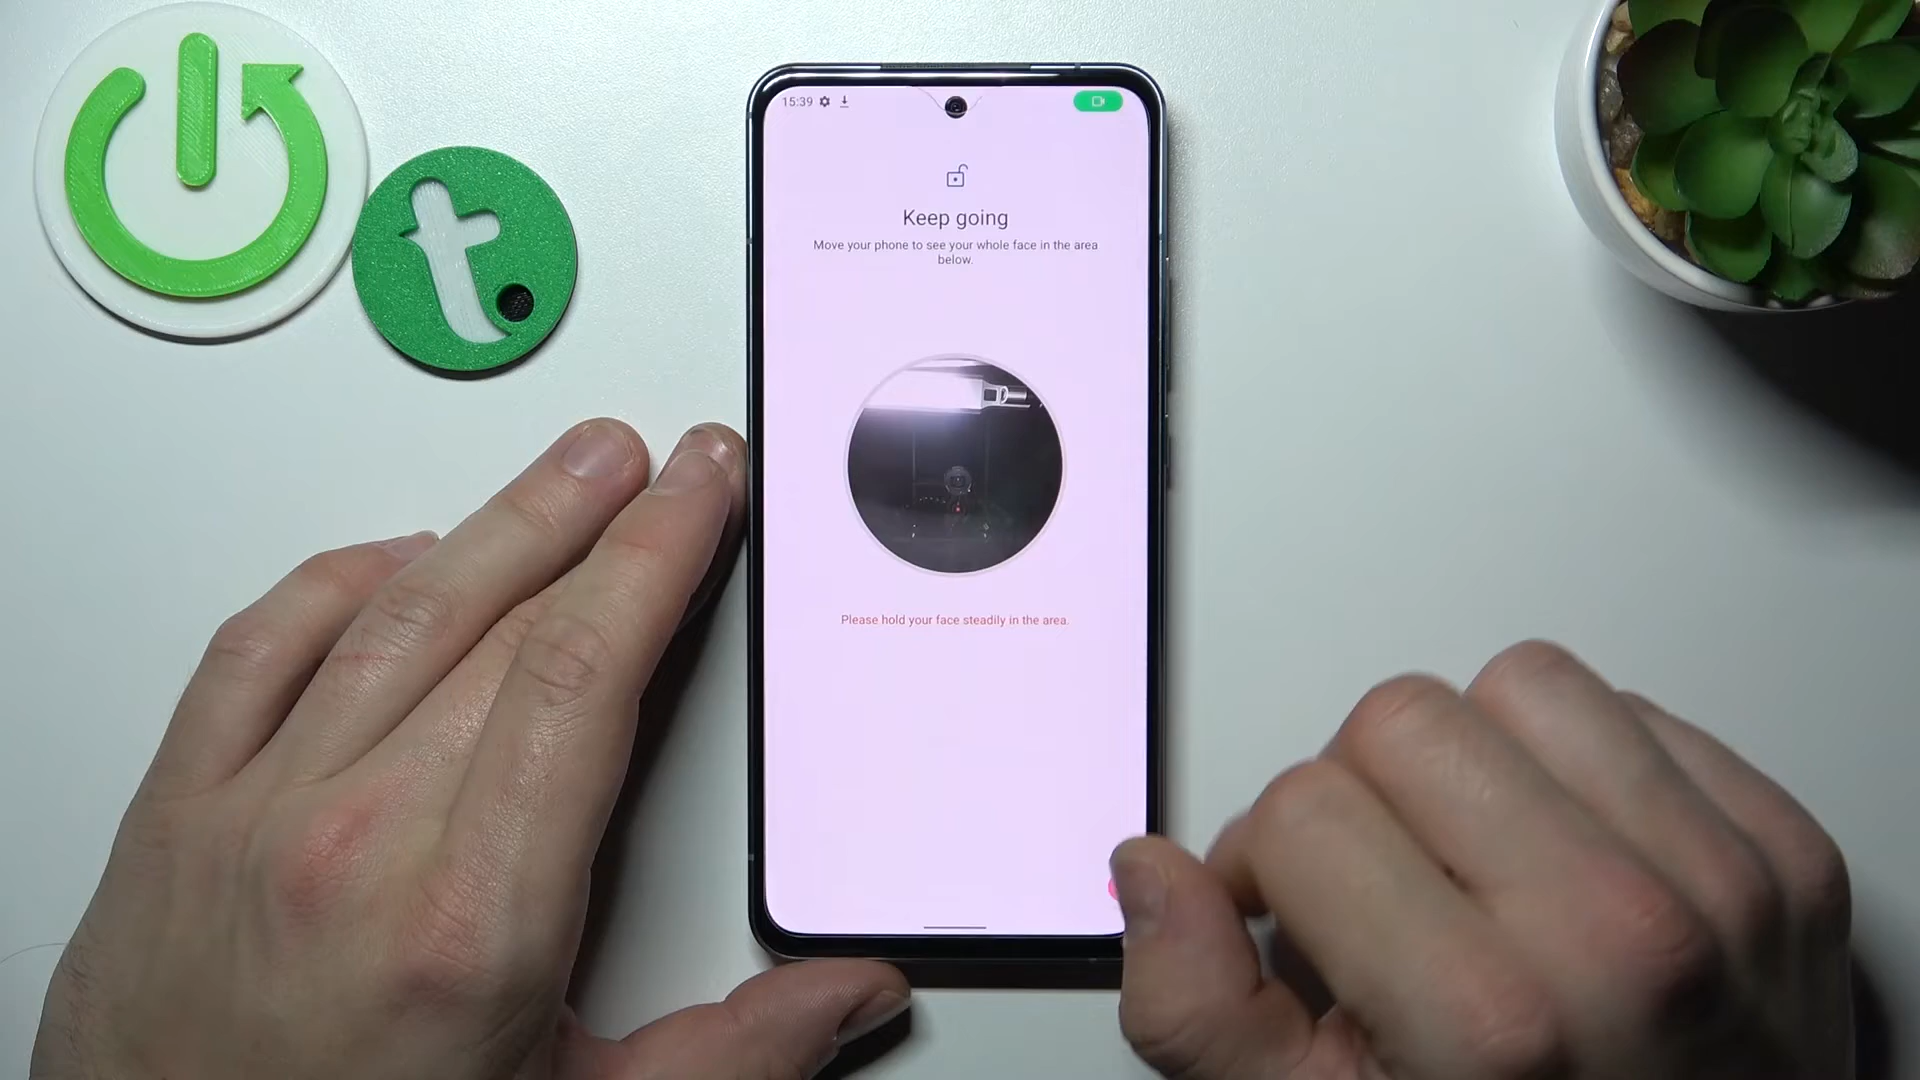 15:39
Keep going
Move your phone to see your whole face in the area
below.
Please hold your face steadily in the area.
t.